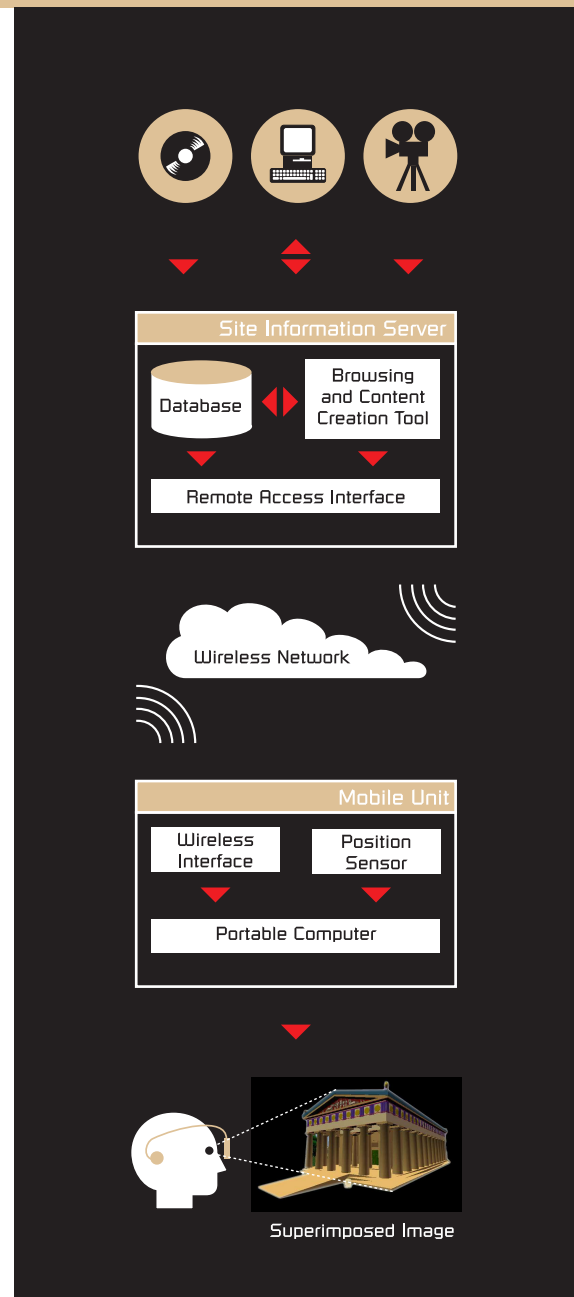 Site Information Server
Database
Browsing
and Content
Creation Tool
Remote Access Interface
Wireless Network
Mobile Unit
Wireless
Interface
Position
Sensor
Portable Computer
Superimposed Image